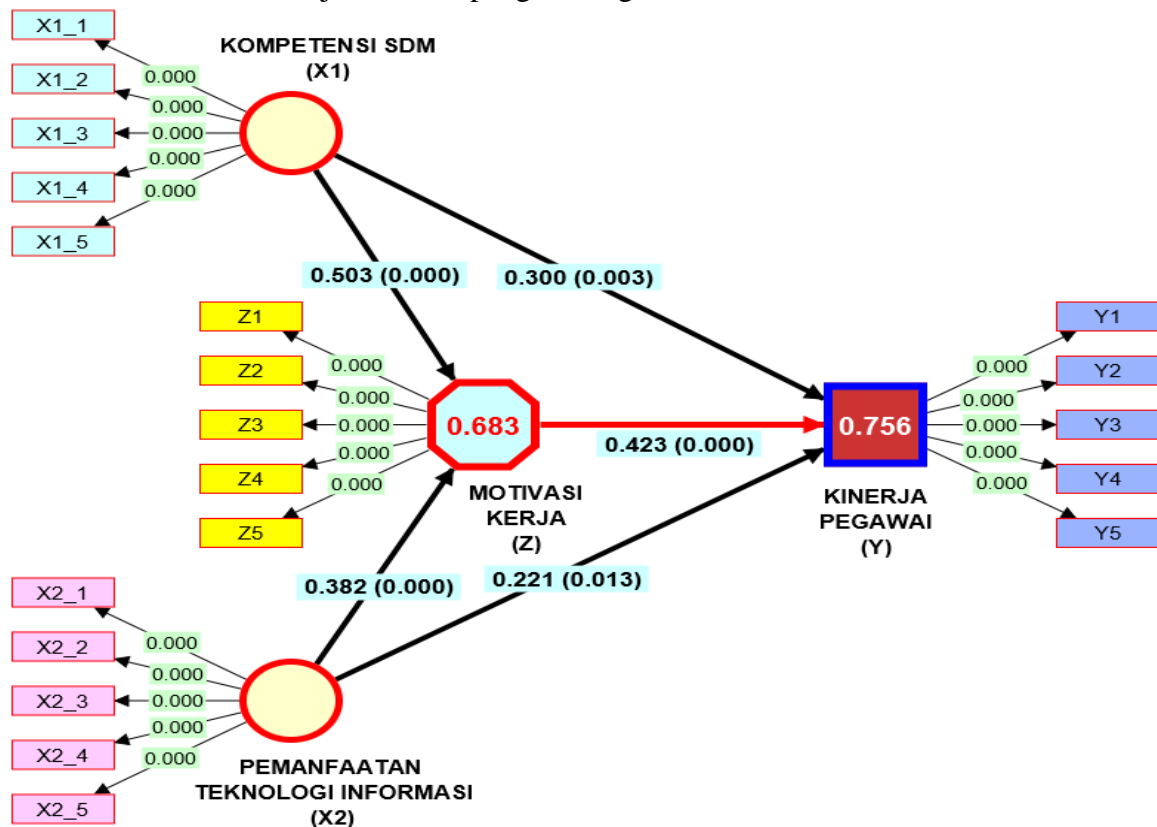 X1_1
X1_2
X1_3
X1_4
X1_5
0.000
0.000
0.000
0.000
0.000
KOMPETENSI SDM
(X1)
0.503 (0.000)
0.300 (0.003)
Z1
Z2
Z3
Z4
Z5
0.000
0.000
0.000
0.000
0.000
0.683
MOTIVASI
KERJA
(Z)
0.423 (0.000)
0.756
KINERJA
PEGAWAI
(Y)
0.000
0.000
0.000
0.000
0.000
Y1
Y2
Y3
Y4
Y5
0.382 (0.000)
0.221 (0.013)
X2_1
X2_2
X2_3
X2_4
X2_5
0.000
0.000
0.000
0.000
0.000
PEMANFAATAN
TEKNOLOGI INFORMASI
(X2)